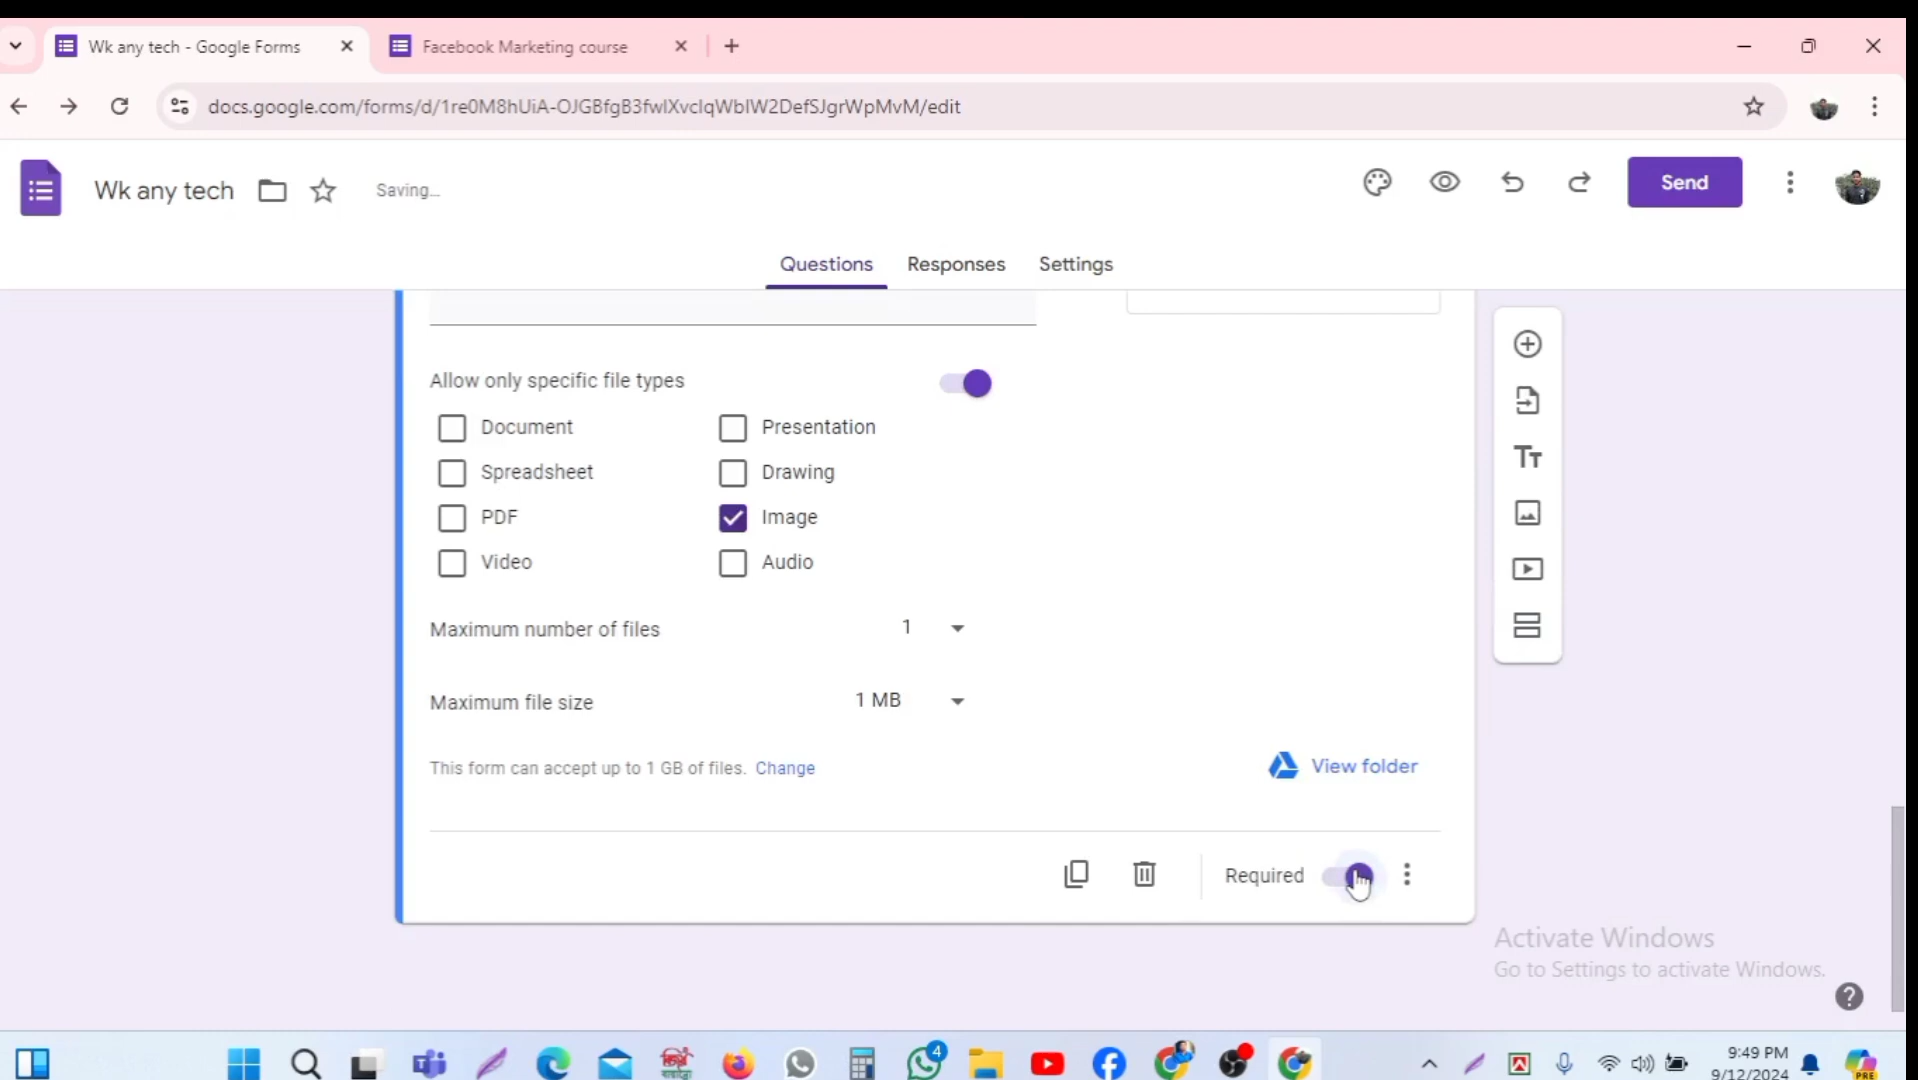 Wk any tech - Google Forms
Facebook Marketing course
docs.google.com/forms/d/1re0M8hUiA-OJGBfgB3fwlXvclqWblW2DefSJgrWpMvM/edit
Wk any tech
Saving...
Send
Questions
Responses
Settings
Allow only specific file types
Document
Presentation
Spreadsheet
Drawing
PDF
Image
Video
Audio
Maximum number of files
1
Maximum file size
1 MB
This form can accept up to 1 GB of files. Change
View folder
Required
Activate Windows
Go to Settings to activate Windows.
4
9:49 PM
9/12/2024
PRE